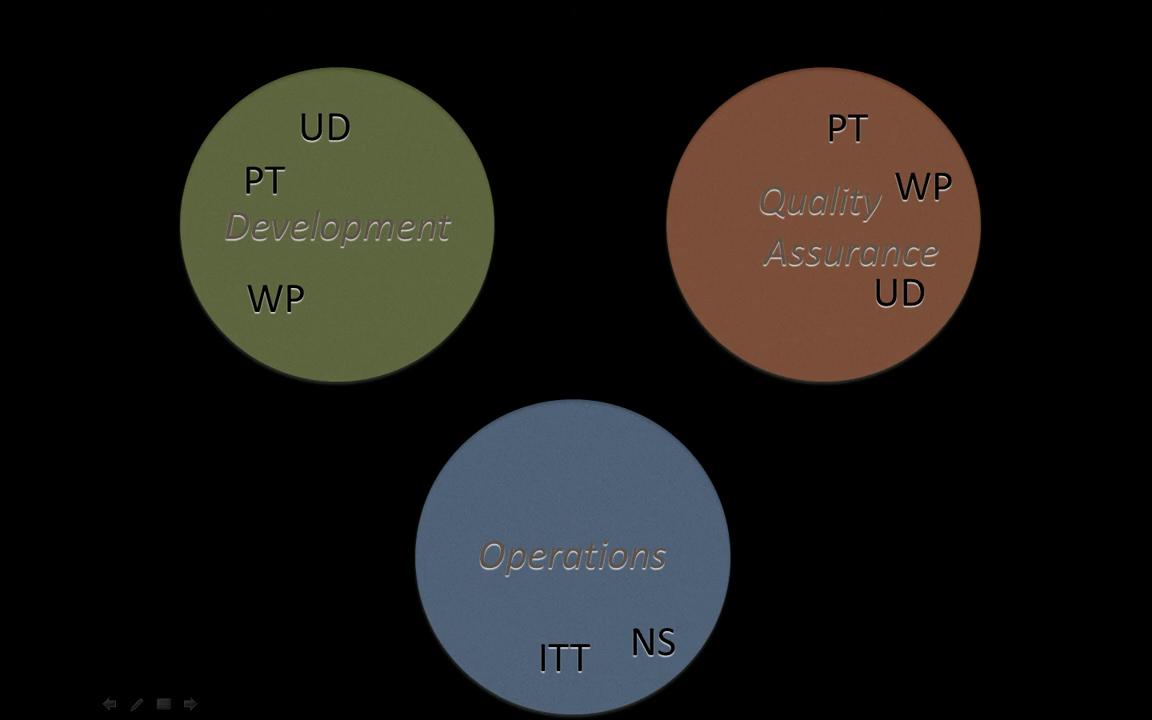 UD
PT
Development
WP
PT
WP
Quality
Assurance
UD
Operations
ITT
NS